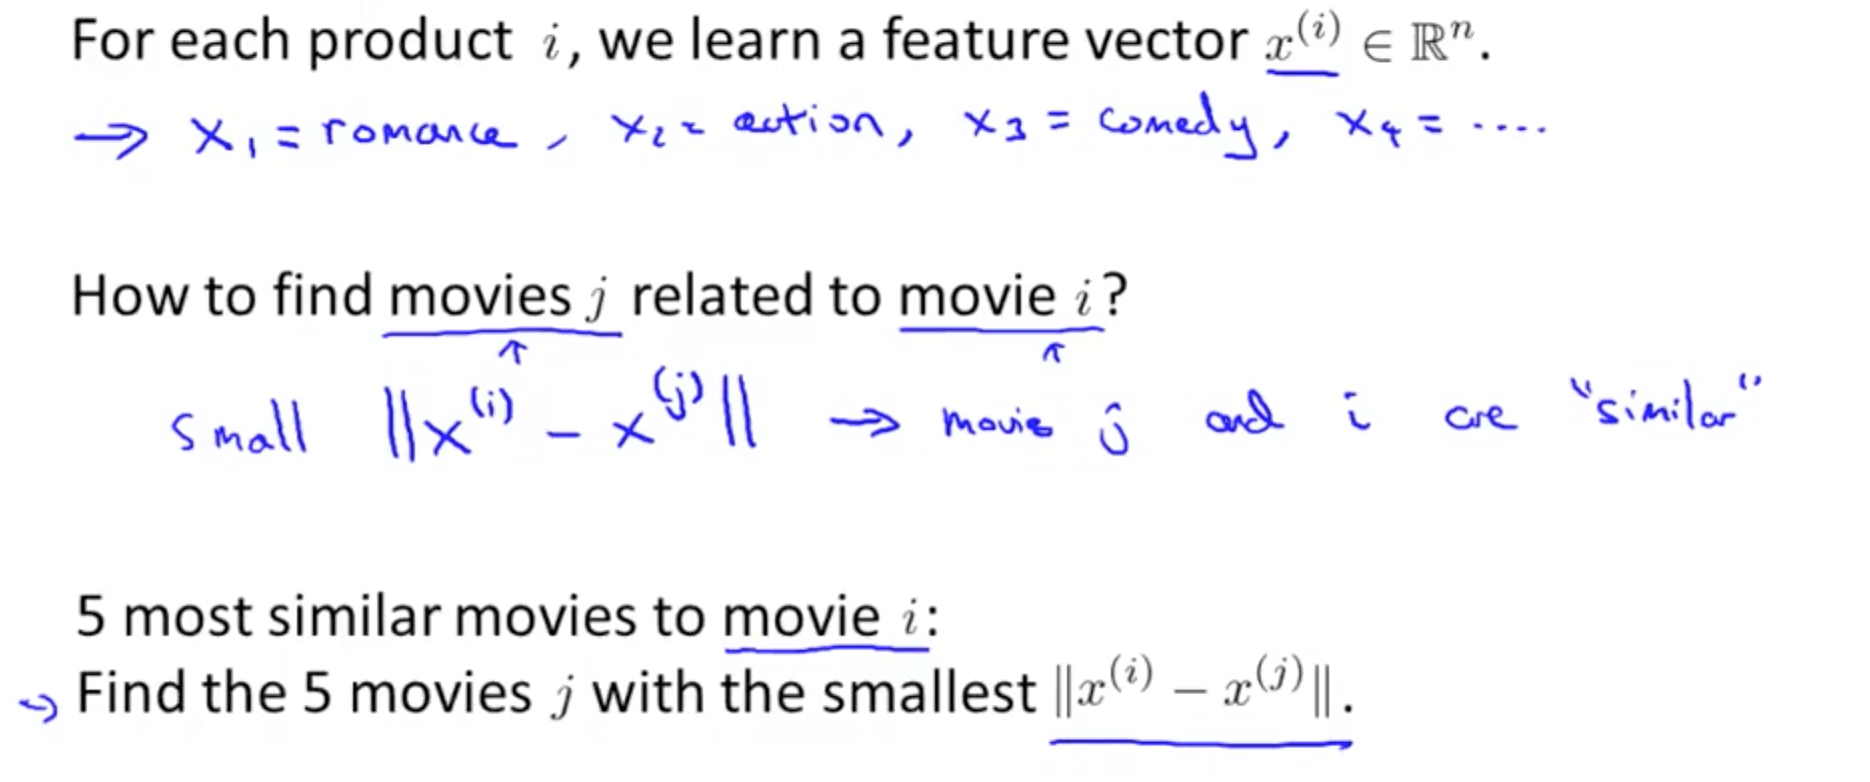 For each product i, we learn a feature vector x^(i) ∈ ℝ^n.
→ x₁ = romance, x₂ = action, x₃ = comedy, x₄ = ....
How to find movies j related to movie i?
small ‖x^(i) − x^(j)‖ → movie j and i are "similar"
5 most similar movies to movie i:
→ Find the 5 movies j with the smallest ‖x^(i) − x^(j)‖.